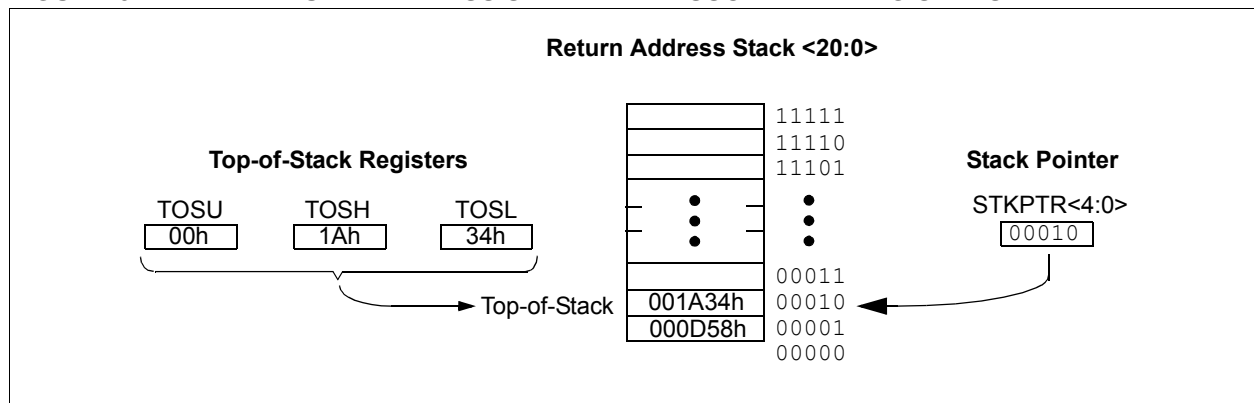 Return Address Stack <20:0>
11111
11110
11101
Top-of-Stack Registers
Stack Pointer
TOSU TOSH TOSL
00h 1Ah 34h
STKPTR<4:0>
00010
00011
Top-of-Stack 001A34h 00010
000D58h 00001
00000